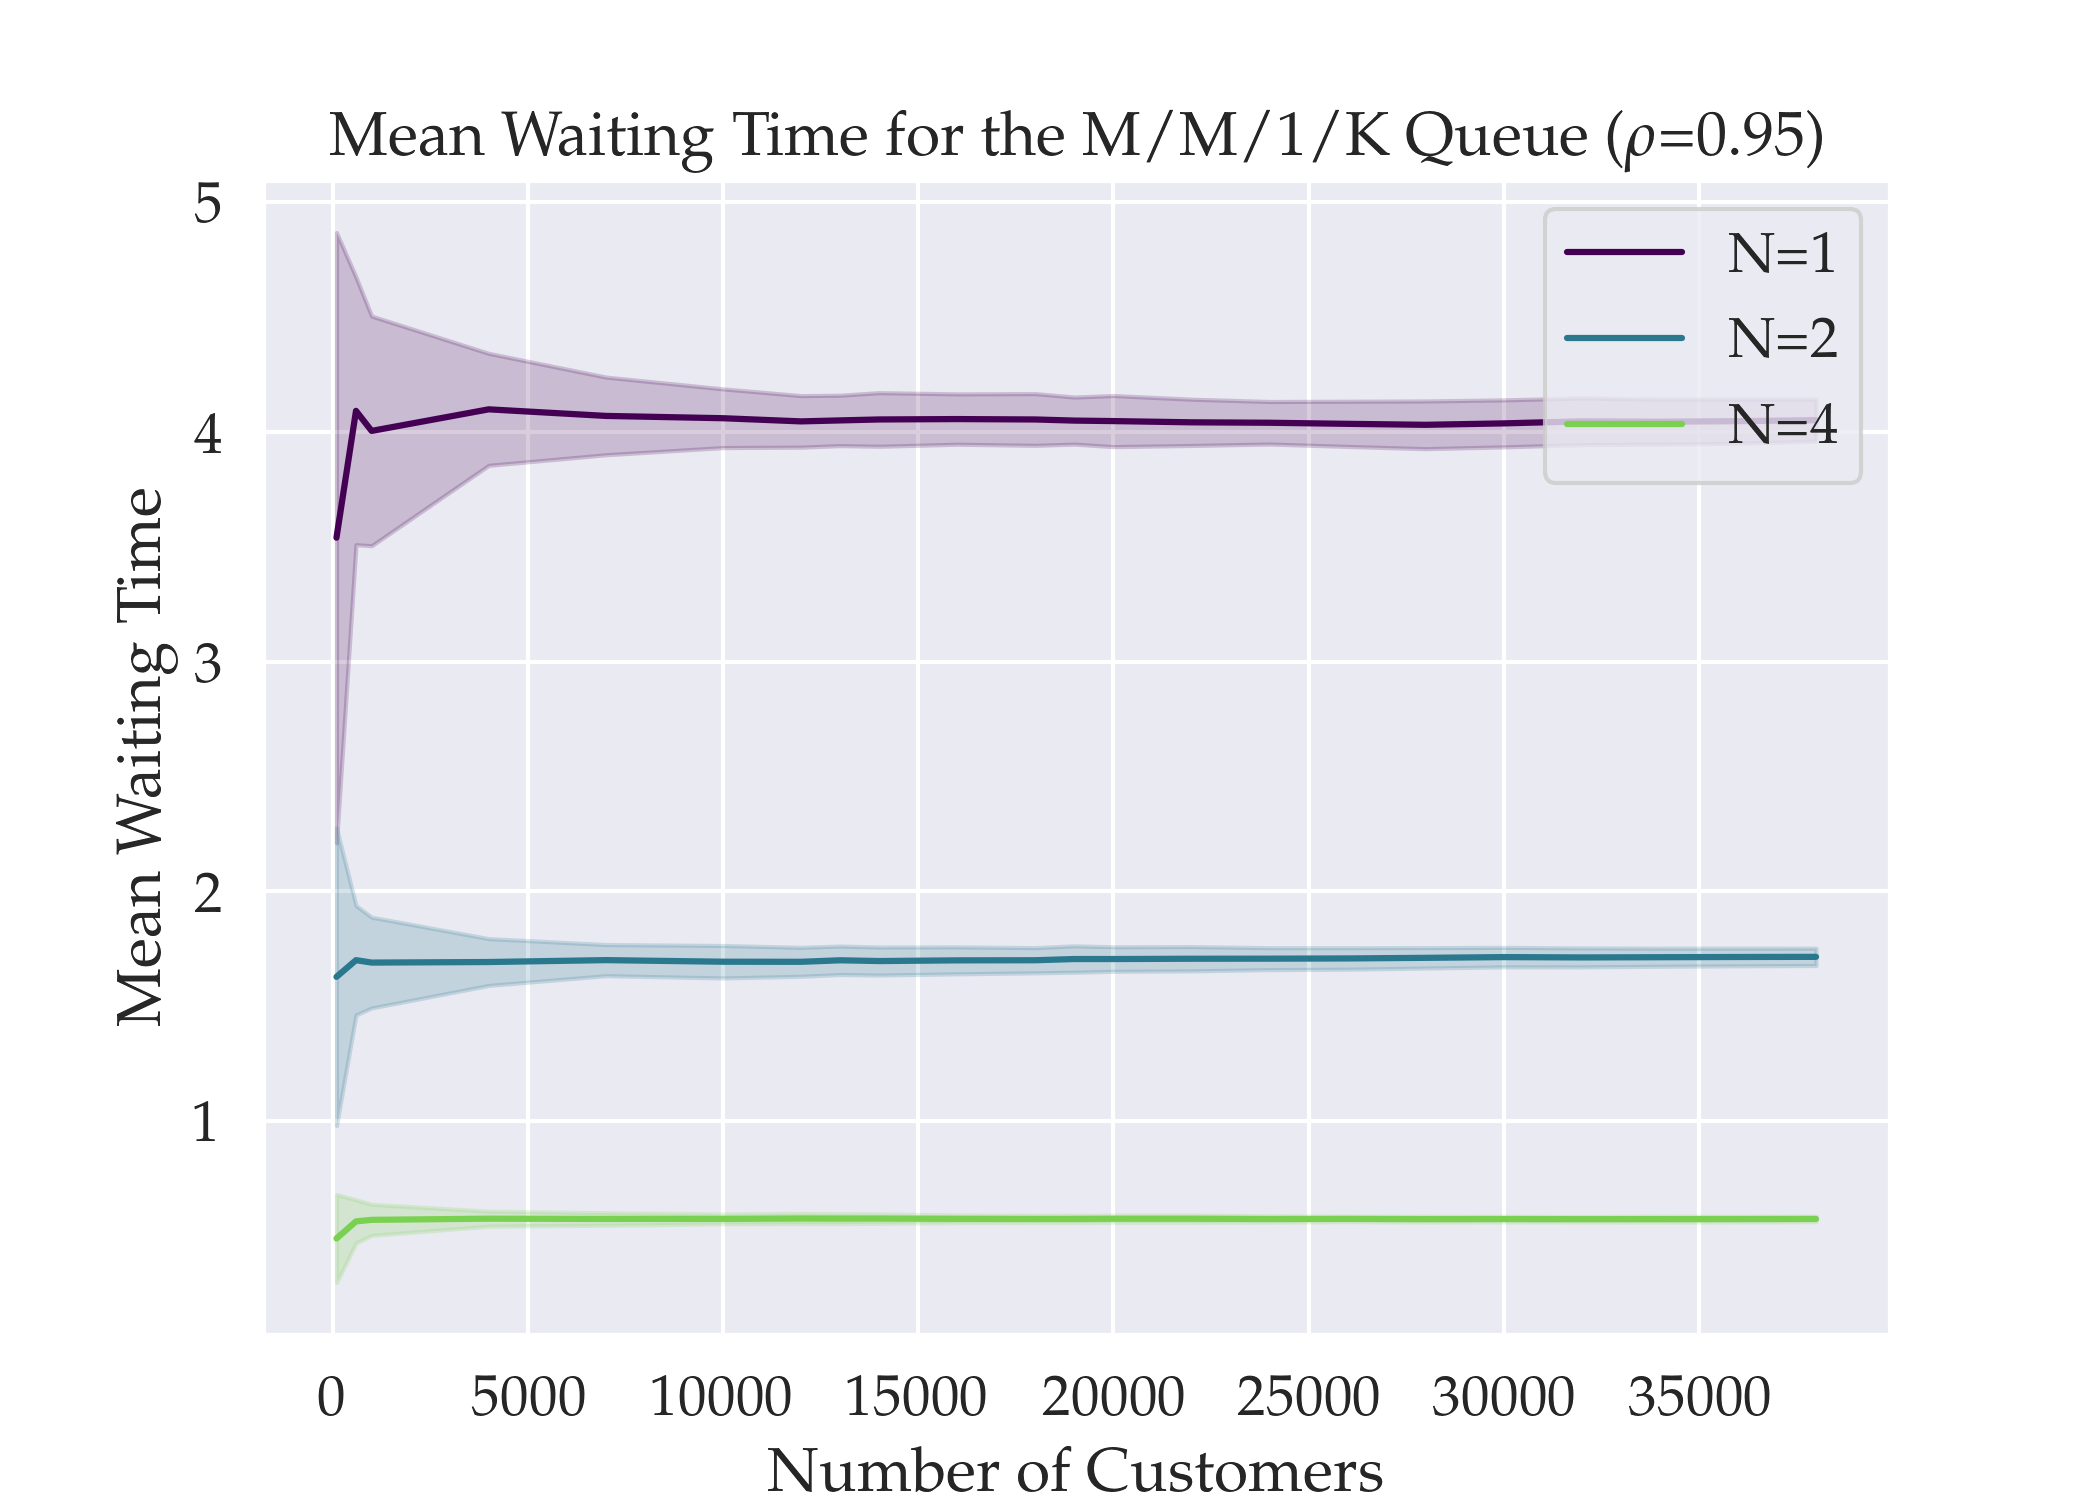 Mean Waiting Time for the M/M/1/K Queue (ρ=0.95)
5
4
3
2
1
Mean Waiting Time
N=1
N=2
N=4
0 5000 10000 15000 20000 25000 30000 35000
Number of Customers